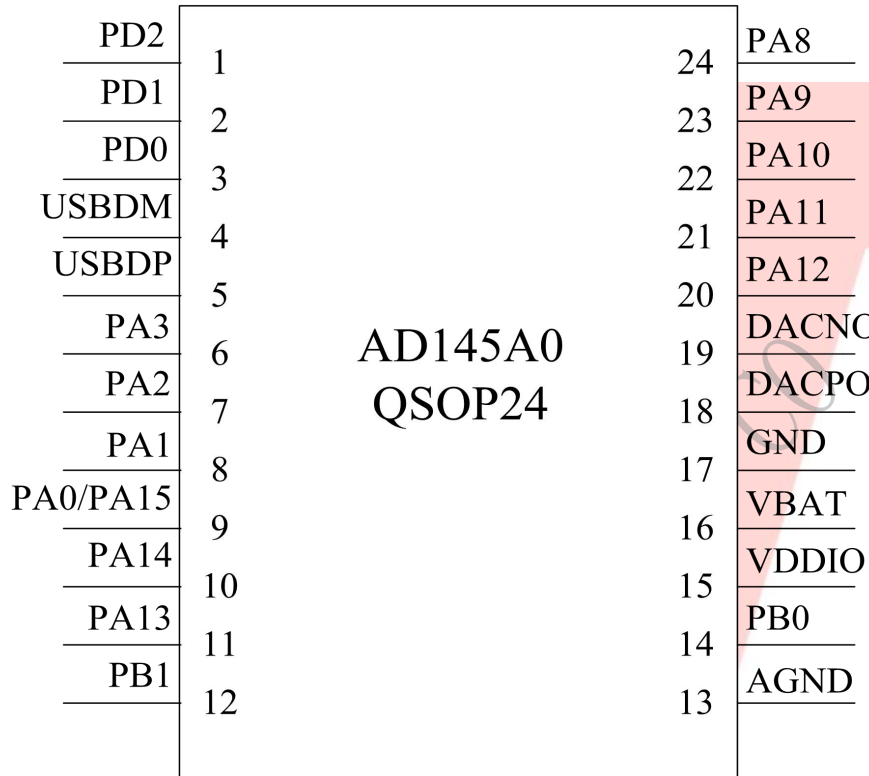 PD2
1
PD1
2
PD0
3
USBDM
4
USBDP
5
PA3
6
PA2
7
PA1
8
PA0/PA15
9
PA14
10
PA13
11
PB1
12
AD145A0
QSOP24
24
PA8
23
PA9
22
PA10
21
PA11
20
PA12
19
DACNO
18
DACPO
17
GND
16
VBAT
15
VDDIO
14
PB0
13
AGND